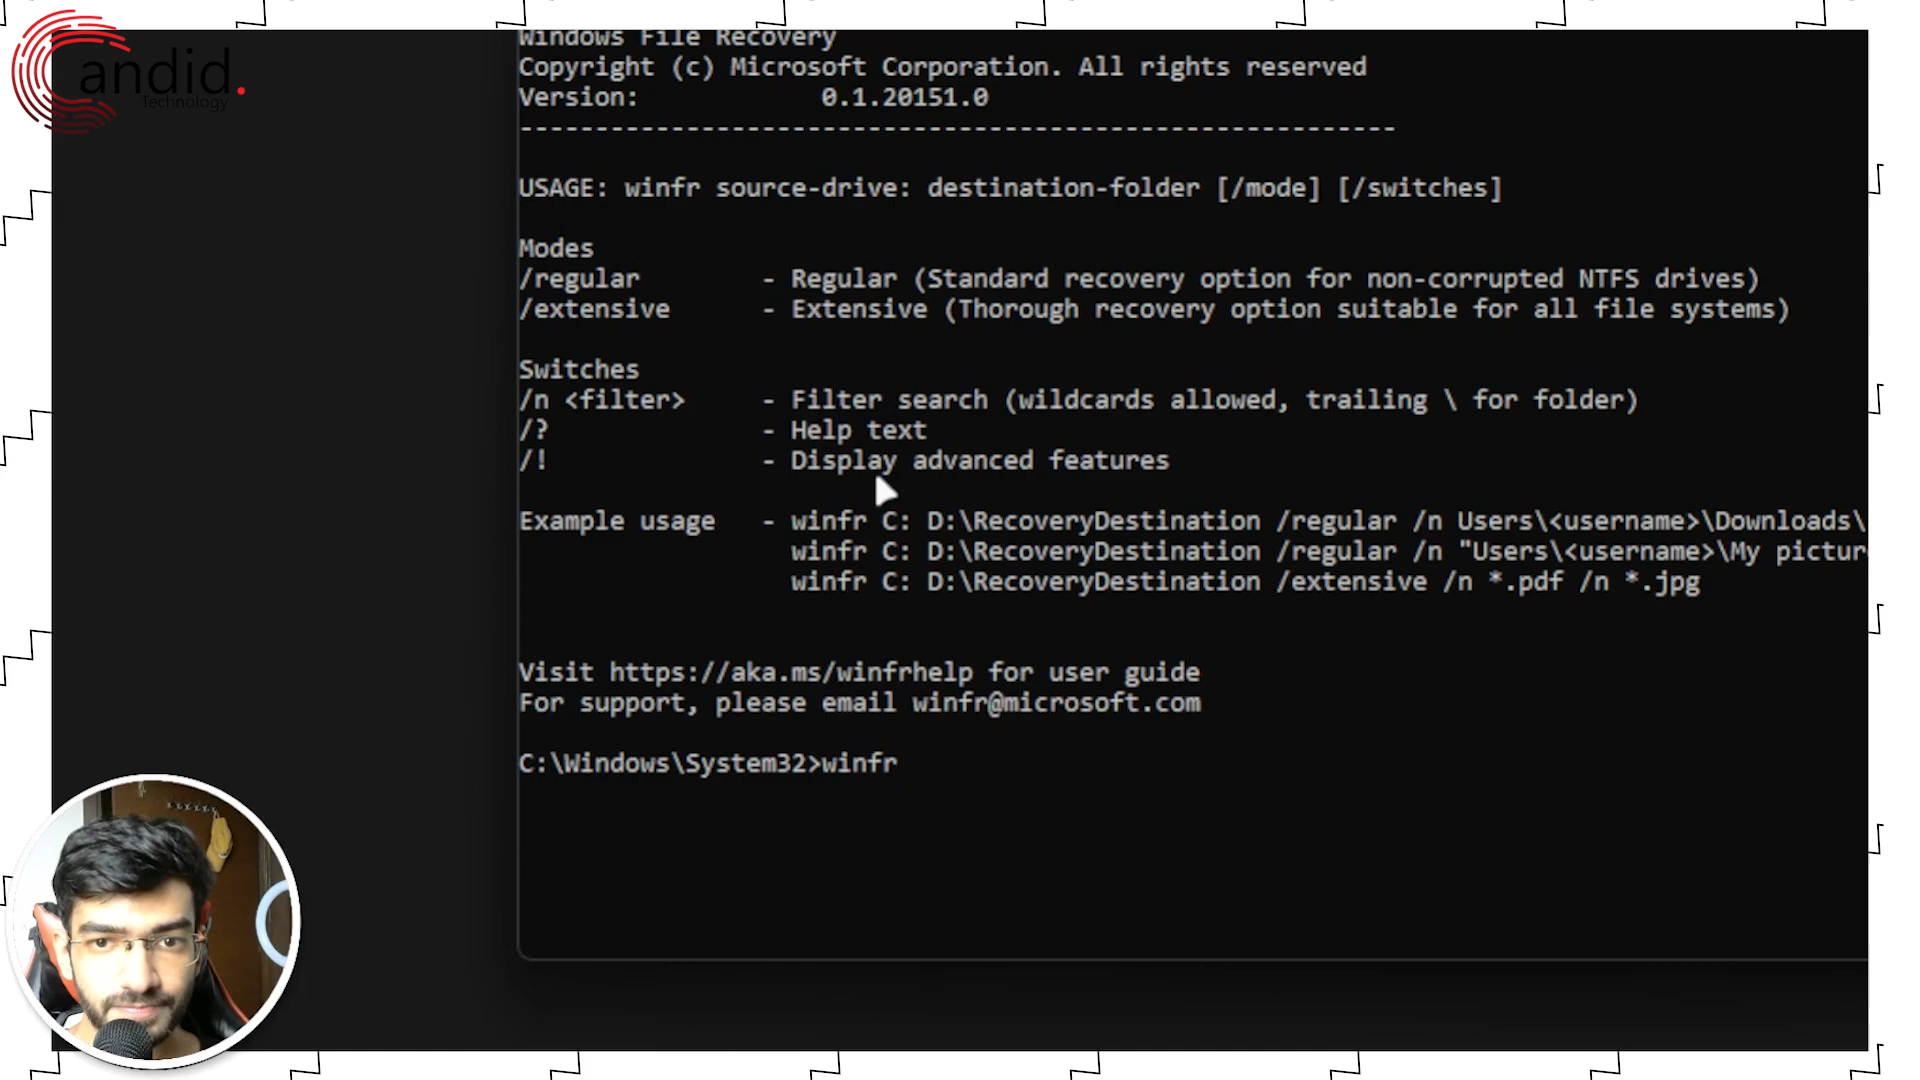 Candid.
Technology
Windows File Recovery
Copyright (c) Microsoft Corporation. All rights reserved
Version: 0.1.20151.0
----------------------------------------------------------
USAGE: winfr source-drive: destination-folder [/mode] [/switches]
Modes
/regular - Regular (Standard recovery option for non-corrupted NTFS drives)
/extensive - Extensive (Thorough recovery option suitable for all file systems)
Switches
/n <filter> - Filter search (wildcards allowed, trailing \ for folder)
/? - Help text
/! - Display advanced features
Example usage - winfr C: D:\RecoveryDestination /regular /n Users\<username>\Downloads\
winfr C: D:\RecoveryDestination /regular /n "Users\<username>\My pictur
winfr C: D:\RecoveryDestination /extensive /n *.pdf /n *.jpg
Visit https://aka.ms/winfrhelp for user guide
For support, please email winfr@microsoft.com
C:\Windows\System32>winfr